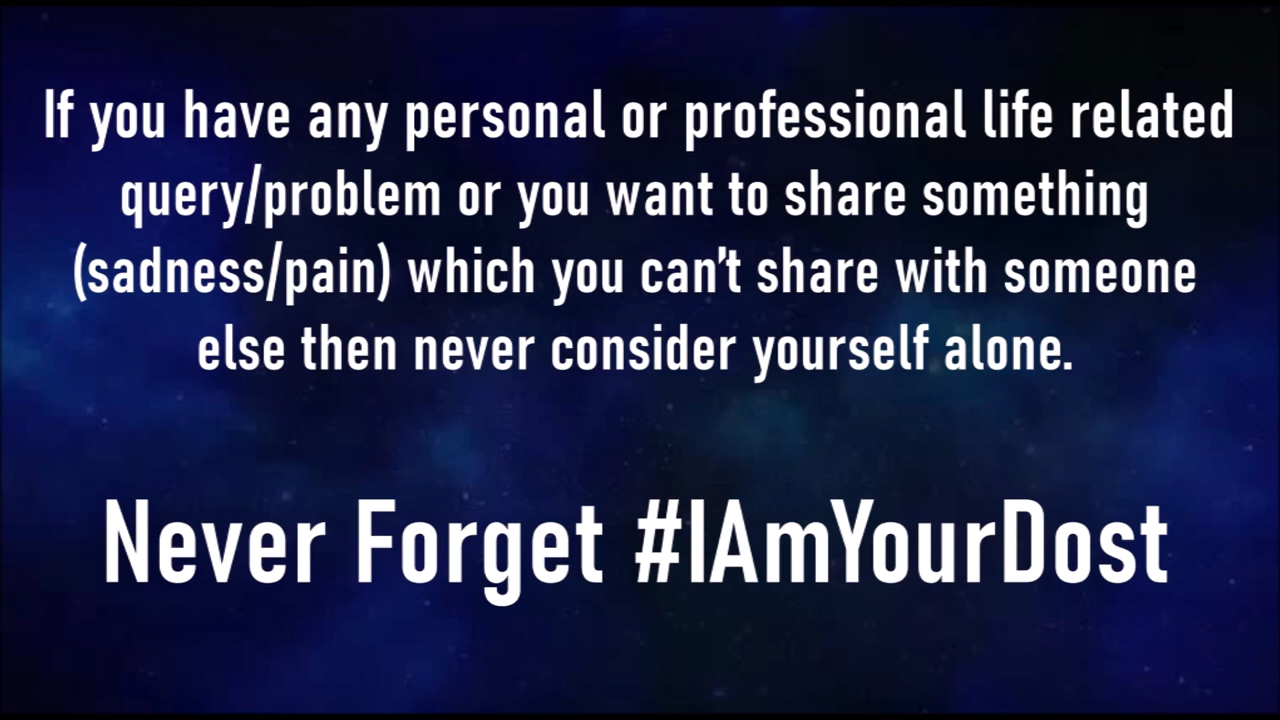 If you have any personal or professional life related
query/problem or you want to share something
(sadness/pain) which you can't share with someone
else then never consider yourself alone.
Never Forget #IAmYourDost